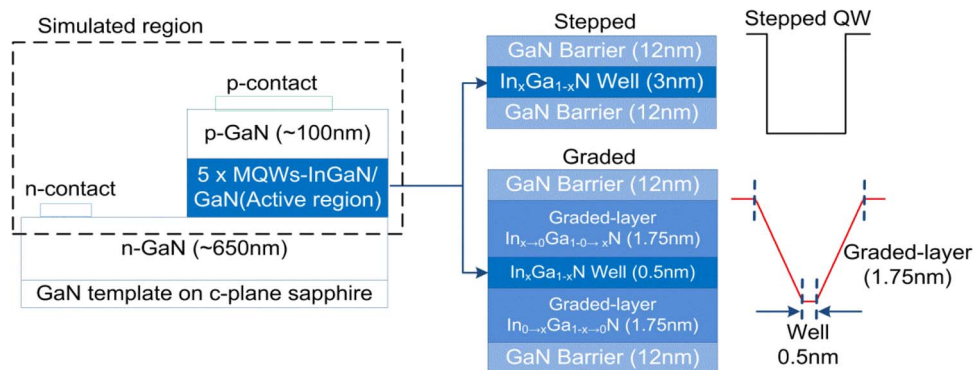 Simulated region
p-contact
p-GaN (~100nm)
5 x MQWs-InGaN/
GaN(Active region)
n-contact
n-GaN (~650nm)
GaN template on c-plane sapphire
Stepped
GaN Barrier (12nm)
InₓGa₁₋ₓN Well (3nm)
GaN Barrier (12nm)
Stepped QW
Graded
GaN Barrier (12nm)
Graded-layer
Inₓ→₀Ga₁₋₀→ₓN (1.75nm)
InₓGa₁₋ₓN Well (0.5nm)
Graded-layer
In₀→ₓGa₁₋ₓ→₀N (1.75nm)
GaN Barrier (12nm)
Graded-layer
(1.75nm)
Well
0.5nm